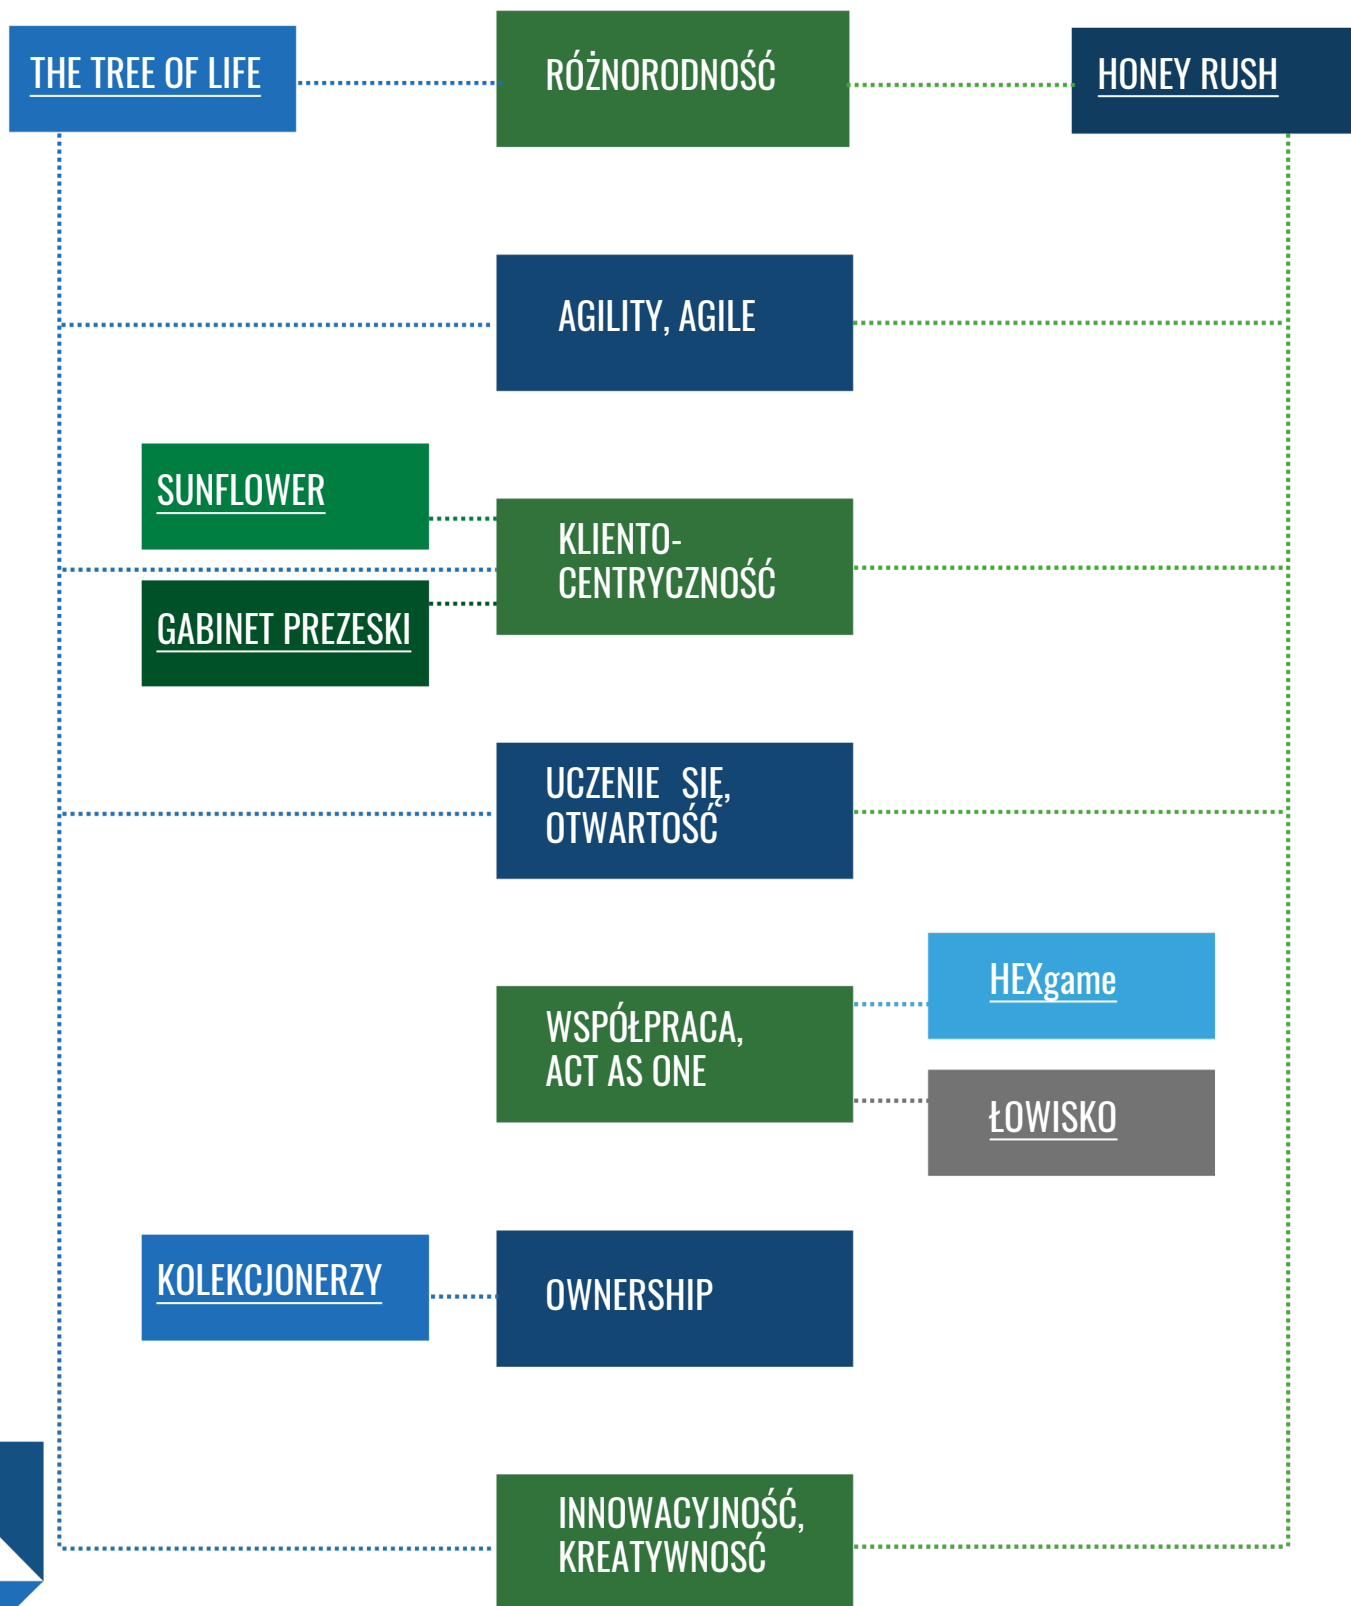 THE TREE OF LIFE
RÓŻNORODNOŚĆ
HONEY RUSH
AGILITY, AGILE
SUNFLOWER
KLIENTO-
CENTRYCZNOŚĆ
GABINET PREZESKI
UCZENIE SIĘ,
OTWARTOŚĆ
HEXgame
WSPÓŁPRACA,
ACT AS ONE
ŁOWISKO
KOLEKCJONERZY
OWNERSHIP
INNOWACYJNOŚĆ,
KREATYWNOSĆ